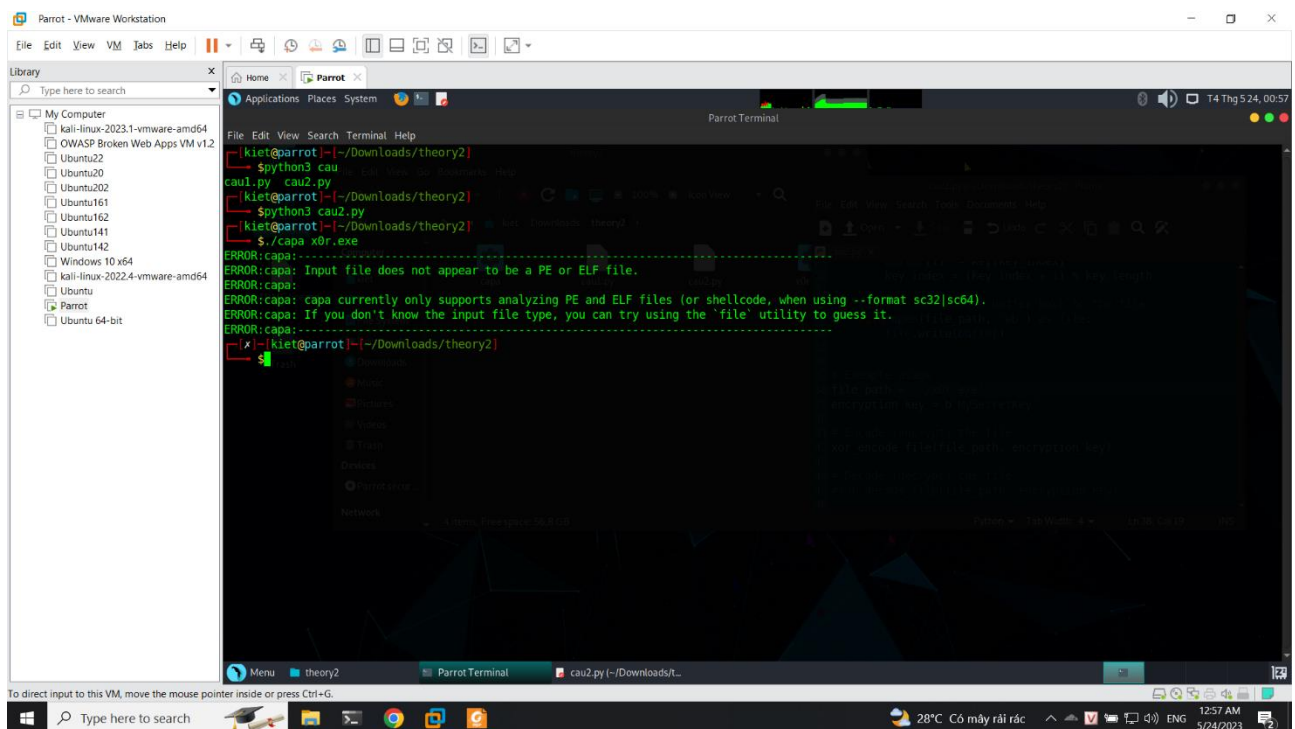 Parrot - VMware Workstation
File Edit View VM Tabs Help
Library x
Home Parrot
Type here to search
Applications Places System T4 Thg 5 24, 00:57
My Computer
kali-linux-2023.1-vmware-amd64
OWASP Broken Web Apps VM v1.2
Ubuntu22
Ubuntu20
Ubuntu202
Ubuntu161
Ubuntu162
Ubuntu141
Ubuntu142
Windows 10 x64
kali-linux-2022.4-vmware-amd64
Ubuntu
Parrot
Ubuntu 64-bit
Parrot Terminal
File Edit View Search Terminal Help
[kiet@parrot]-[~/Downloads/theory2]
$python3 cau
cau1.py cau2.py
[kiet@parrot]-[~/Downloads/theory2]
$python3 cau2.py
[kiet@parrot]-[~/Downloads/theory2]
$./capa x0r.exe
ERROR:capa:--------------------------------------------------------------------------------
ERROR:capa: Input file does not appear to be a PE or ELF file.
ERROR:capa:
ERROR:capa: capa currently only supports analyzing PE and ELF files (or shellcode, when using --format sc32|sc64).
ERROR:capa: If you don't know the input file type, you can try using the `file` utility to guess it.
ERROR:capa:--------------------------------------------------------------------------------
[x]-[kiet@parrot]-[~/Downloads/theory2]
$
Menu theory2 Parrot Terminal cau2.py (~/Downloads/t...
To direct input to this VM, move the mouse pointer inside or press Ctrl+G.
Type here to search 28°C Có mây rải rác ENG 12:57 AM
5/24/2023